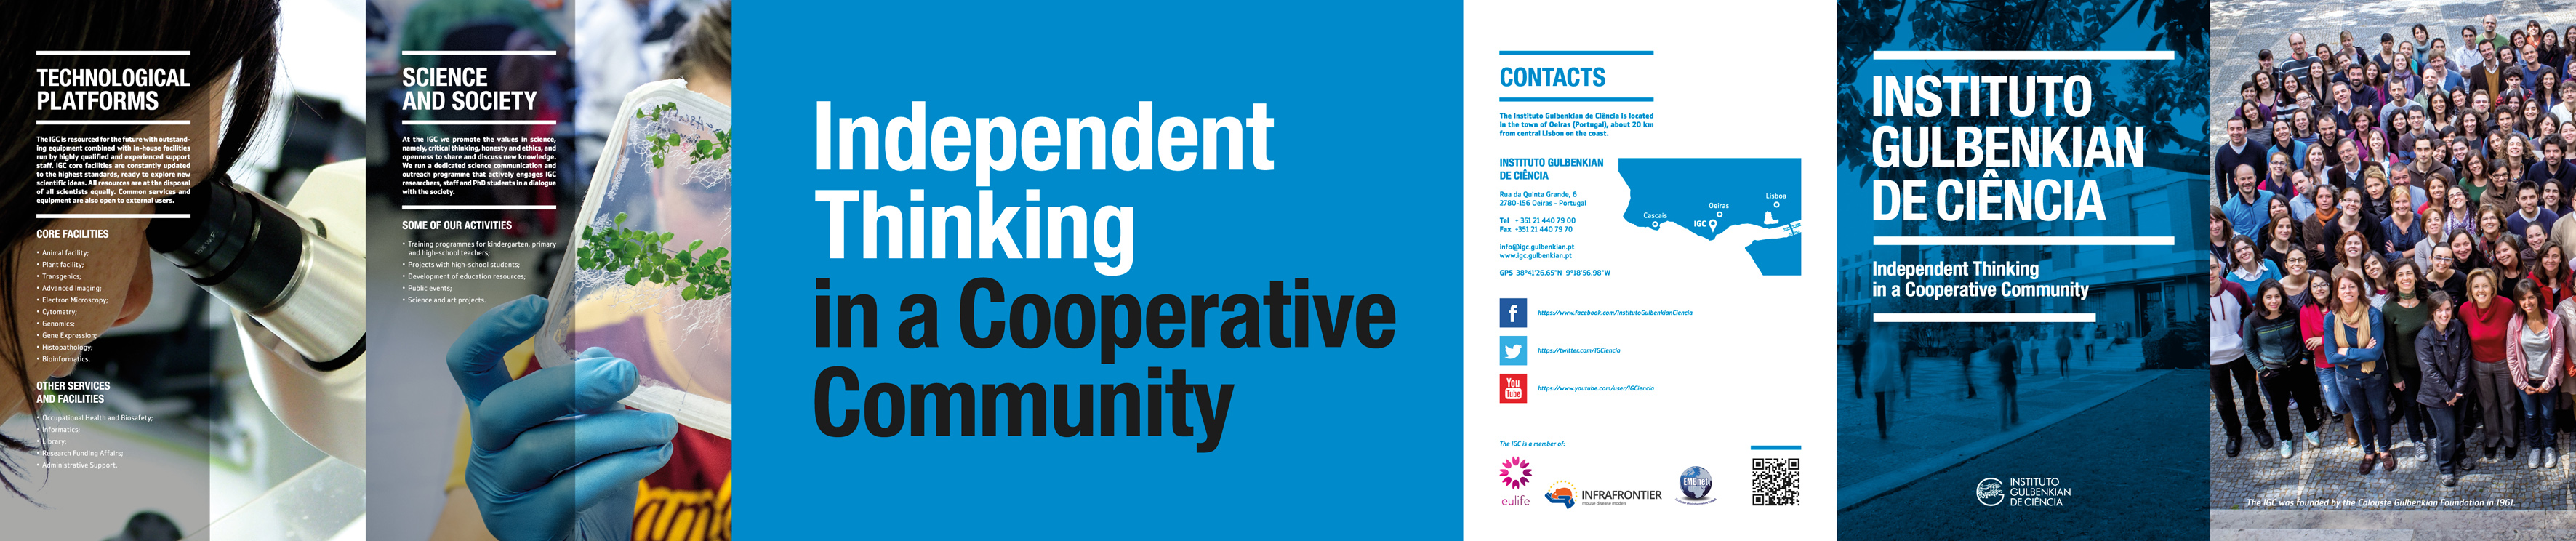 TECHNOLOGICAL
PLATFORMS
The IGC is resourced for the future with outstand-
ing equipment combined with in-house facilities
run by highly qualified and experienced support
staff. IGC core facilities are constantly updated
to the highest standards, ready to explore new
scientific ideas. All resources are at the disposal
of all scientists equally. Common services and
equipment are also open to external users.
CORE FACILITIES
• Animal facility;
• Plant facility;
• Transgenics;
• Advanced Imaging;
• Electron Microscopy;
• Cytometry;
• Genomics;
• Gene Expression;
• Histopathology;
• Bioinformatics.
OTHER SERVICES
AND FACILITIES
• Occupational Health and Biosafety;
• Informatics;
• Library;
• Research Funding Affairs;
• Administrative Support.
SCIENCE
AND SOCIETY
At the IGC we promote the values in science,
namely, critical thinking, honesty and ethics, and
openness to share and discuss new knowledge.
We run a dedicated science communication and
outreach programme that actively engages IGC
researchers, staff and PhD students in a dialogue
with the society.
SOME OF OUR ACTIVITIES
• Training programmes for kindergarten, primary
and high-school teachers;
• Projects with high-school students;
• Development of education resources;
• Public events;
• Science and art projects.
Independent
Thinking
in a Cooperative
Community
CONTACTS
The Instituto Gulbenkian de Ciência is located
in the town of Oeiras (Portugal), about 20 km
from central Lisbon on the coast.
INSTITUTO GULBENKIAN
DE CIÊNCIA
Rua da Quinta Grande, 6
2780-156 Oeiras - Portugal
Tel + 351 21 440 79 00
Fax +351 21 440 79 70
info@igc.gulbenkian.pt
www.igc.gulbenkian.pt
GPS 38°41'26.65"N 9°18'56.98"W
Lisboa
Oeiras
Cascais
IGC
f
https://www.facebook.com/InstitutoGulbenkianCiencia
https://twitter.com/IGCiencia
You
Tube
https://www.youtube.com/user/IGCiencia
The IGC is a member of:
eulife
INFRAFRONTIER
mouse disease models
EMBnet
INSTITUTO
GULBENKIAN
DE CIÊNCIA
Independent Thinking
in a Cooperative Community
INSTITUTO
GULBENKIAN
DE CIÊNCIA
The IGC was founded by the Calouste Gulbenkian Foundation in 1961.